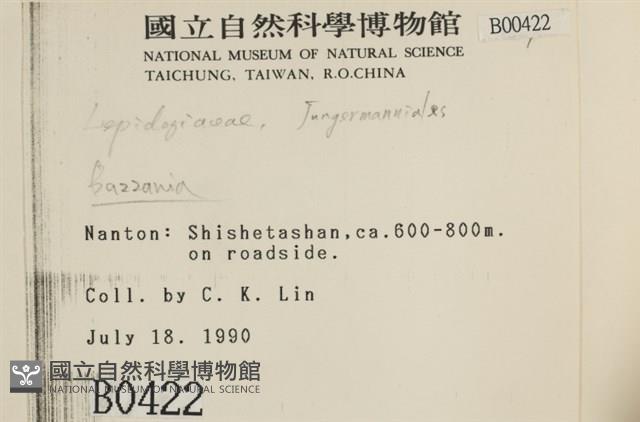 國立自然科學博物館
B00422
NATIONAL MUSEUM OF NATURAL SCIENCE
TAICHUNG, TAIWAN, R.O.CHINA
Lepidoziaceae, Jungermanniales
Bazzania
Nanton: Shishetashan,ca.600-800m.
on roadside.
Coll. by C. K. Lin
July 18. 1990
國立自然科學博物館
NATIONAL MUSEUM OF NATURAL SCIENCE
B0422